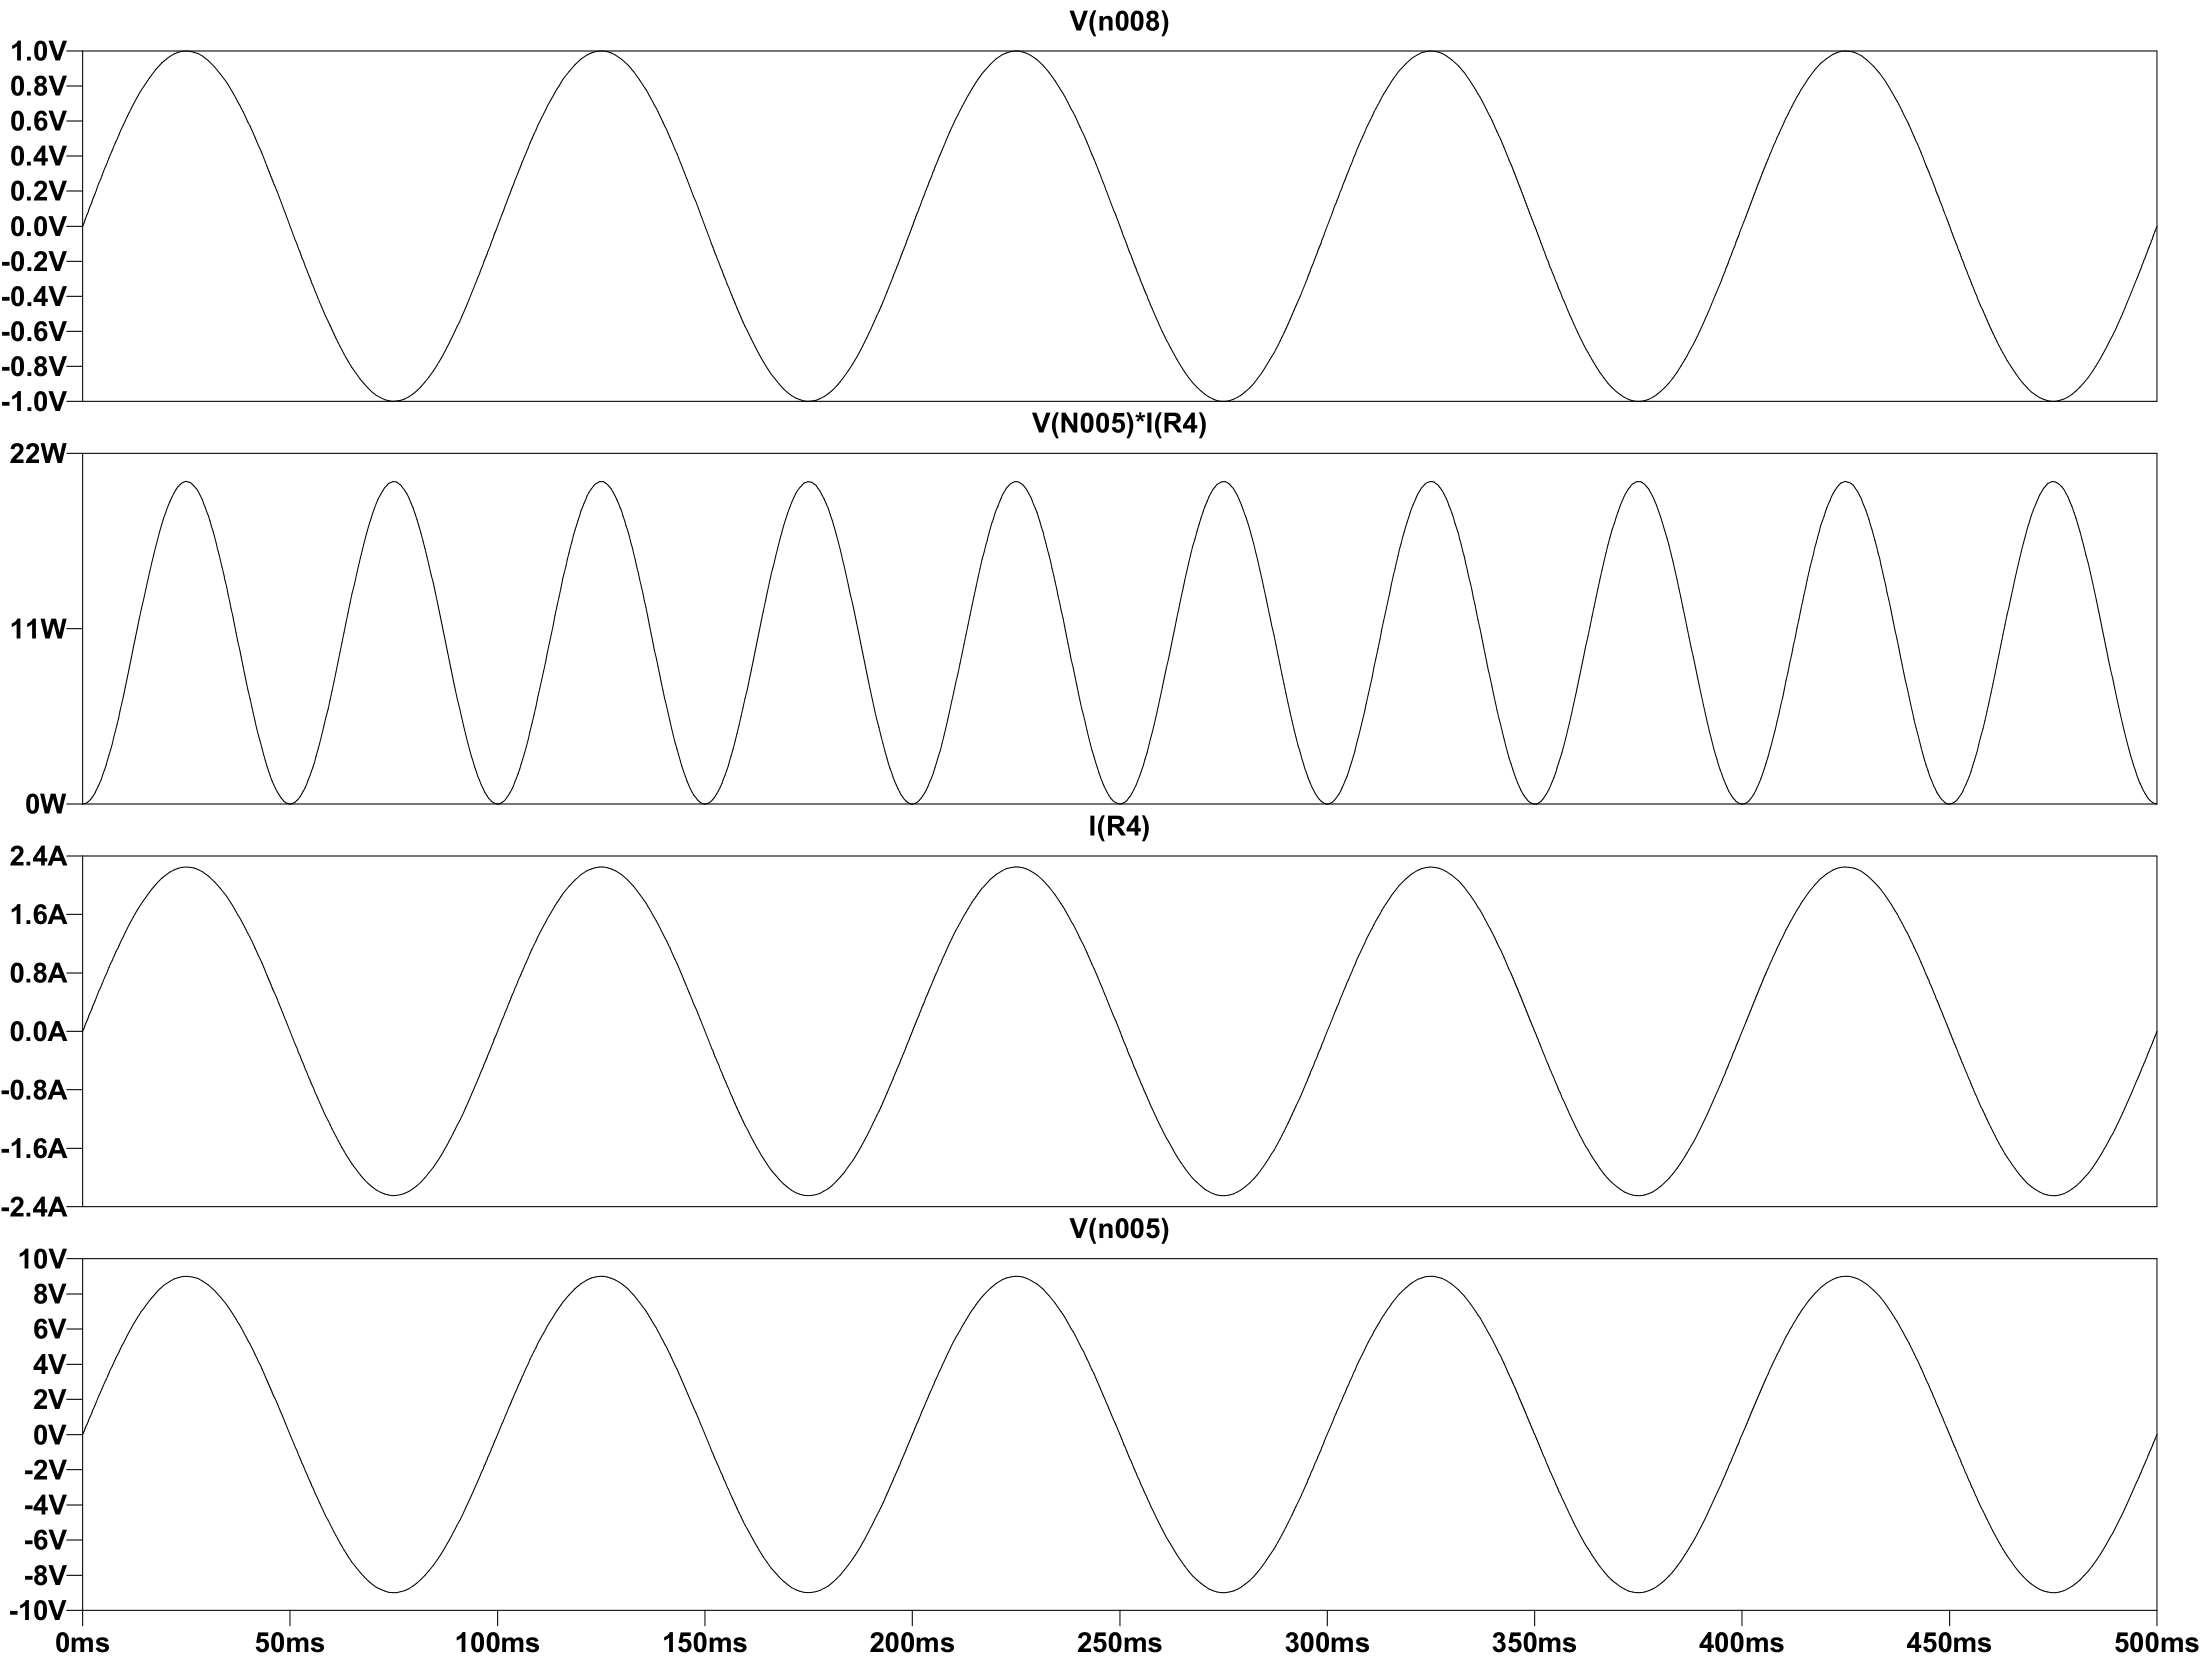 V(n008)
1.0V
0.8V
0.6V
0.4V
0.2V
0.0V
-0.2V
-0.4V
-0.6V
-0.8V
-1.0V
V(N005)*I(R4)
22W
11W
0W
I(R4)
2.4A
1.6A
0.8A
0.0A
-0.8A
-1.6A
-2.4A
V(n005)
10V
8V
6V
4V
2V
0V
-2V
-4V
-6V
-8V
-10V
0ms 50ms 100ms 150ms 200ms 250ms 300ms 350ms 400ms 450ms 500ms